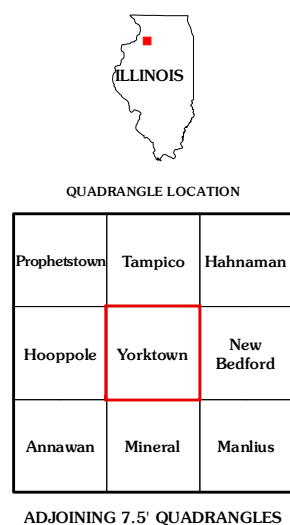 ILLINOIS
QUADRANGLE LOCATION
Prophetstown Tampico Hahnaman
Hooppole Yorktown New Bedford
Annawan Mineral Manlius
ADJOINING 7.5' QUADRANGLES